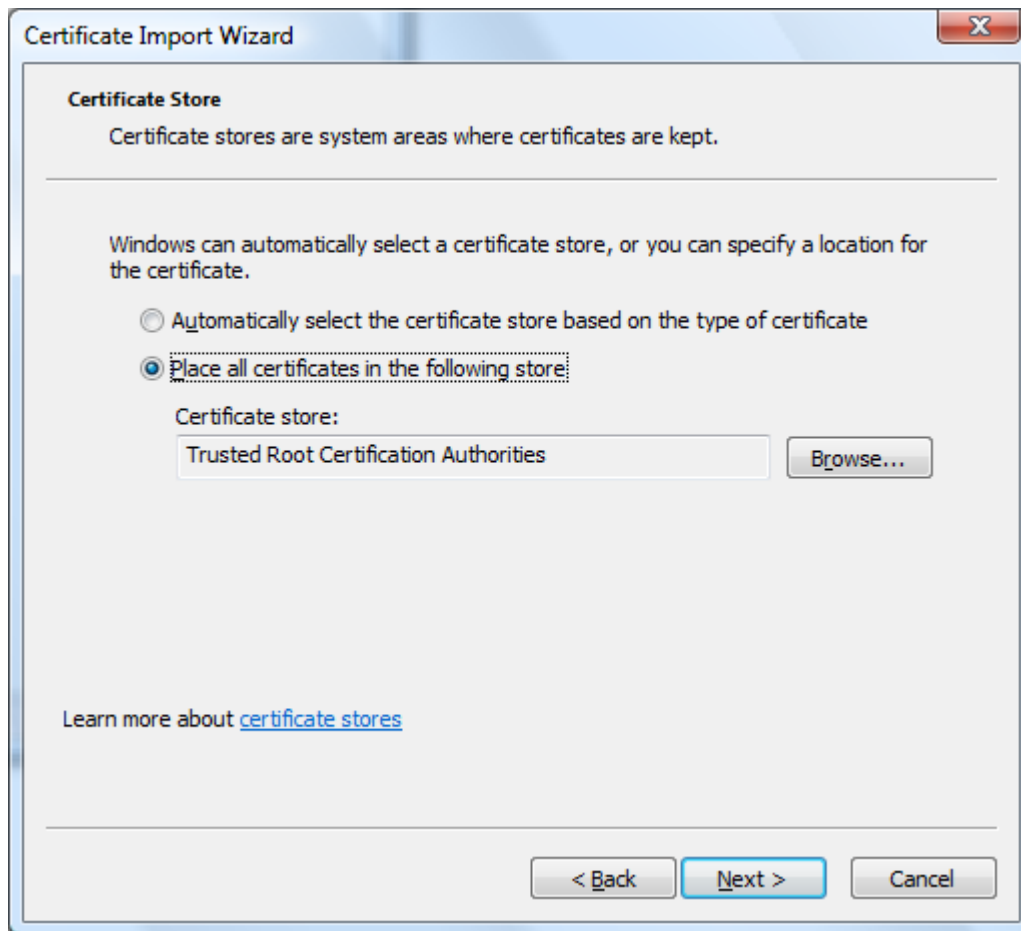 Certificate Import Wizard
Certificate Store
Certificate stores are system areas where certificates are kept.
Windows can automatically select a certificate store, or you can specify a location for
the certificate.
Automatically select the certificate store based on the type of certificate
Place all certificates in the following store
Certificate store:
Trusted Root Certification Authorities
Browse...
Learn more about certificate stores
< Back
Next >
Cancel